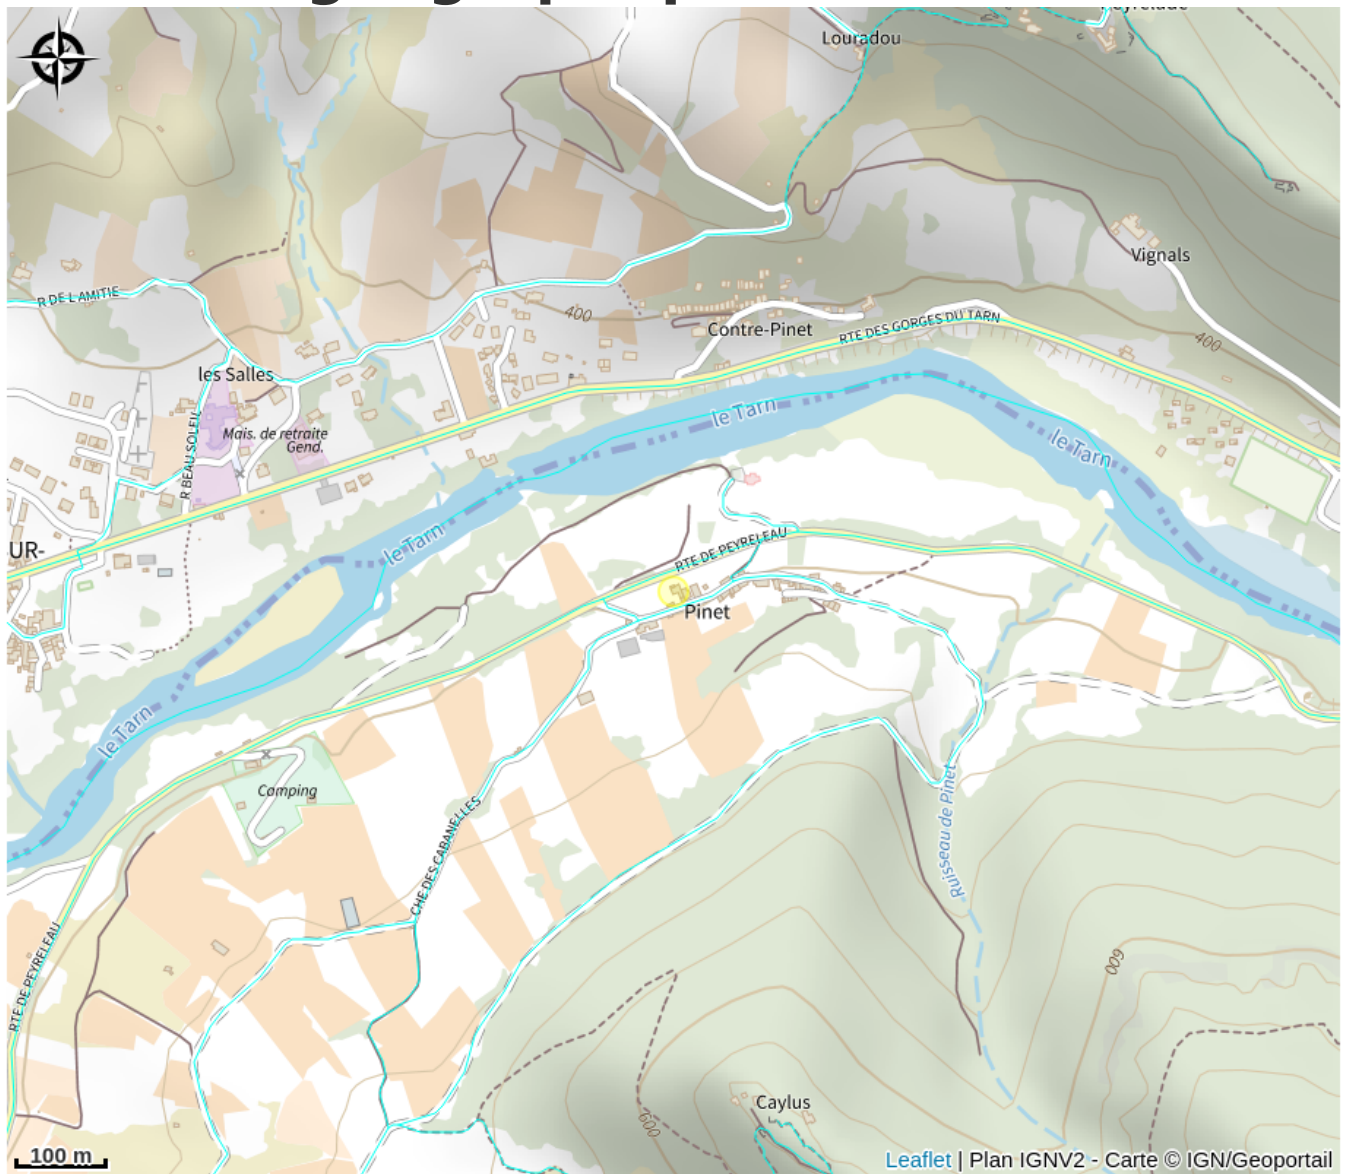 Louradou
Vignals
R DE L AMITIE
400
Contre-Pinet
RTE DES GORGES DU TARN
400
les Salles
le Tarn
R BEAU SOLEIL
Mais. de retraite
Gend.
le Tarn
UR-
le Tarn
RTE DE PEYRELEAU
Pinet
le Tarn
Camping
CHE DES CABANELLES
Ruisseau de Pinet
RTE DE PEYRELEAU
600
Caylus
600
100 m
Leaflet | Plan IGNV2 - Carte © IGN/Geoportail